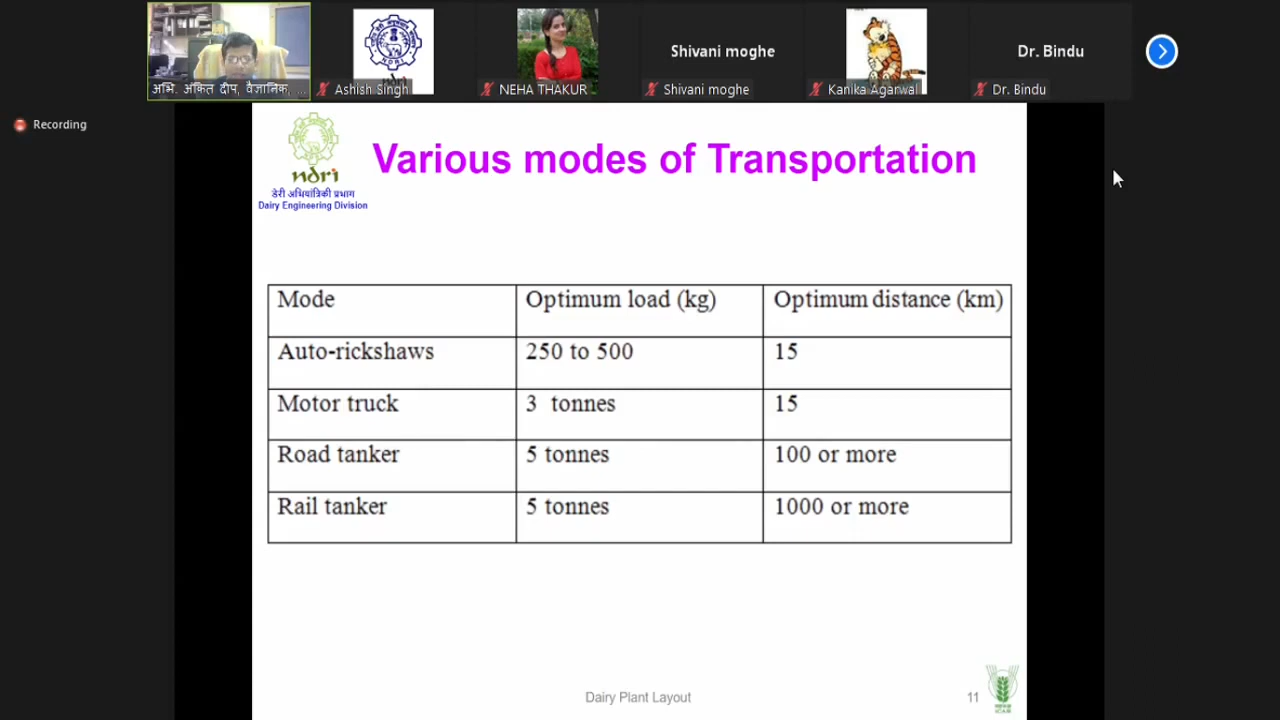 Shivani moghe
Dr. Bindu
अभि. अंकित दीप, वैज्ञानिक, ...
Ashish Singh
NEHA THAKUR
Shivani moghe
Kanika Agarwal
Dr. Bindu
Recording
ndri
डेरी अभियांत्रिकी प्रभाग
Dairy Engineering Division
Various modes of Transportation
Mode Optimum load (kg) Optimum distance (km)
Auto-rickshaws 250 to 500 15
Motor truck 3 tonnes 15
Road tanker 5 tonnes 100 or more
Rail tanker 5 tonnes 1000 or more
Dairy Plant Layout
11